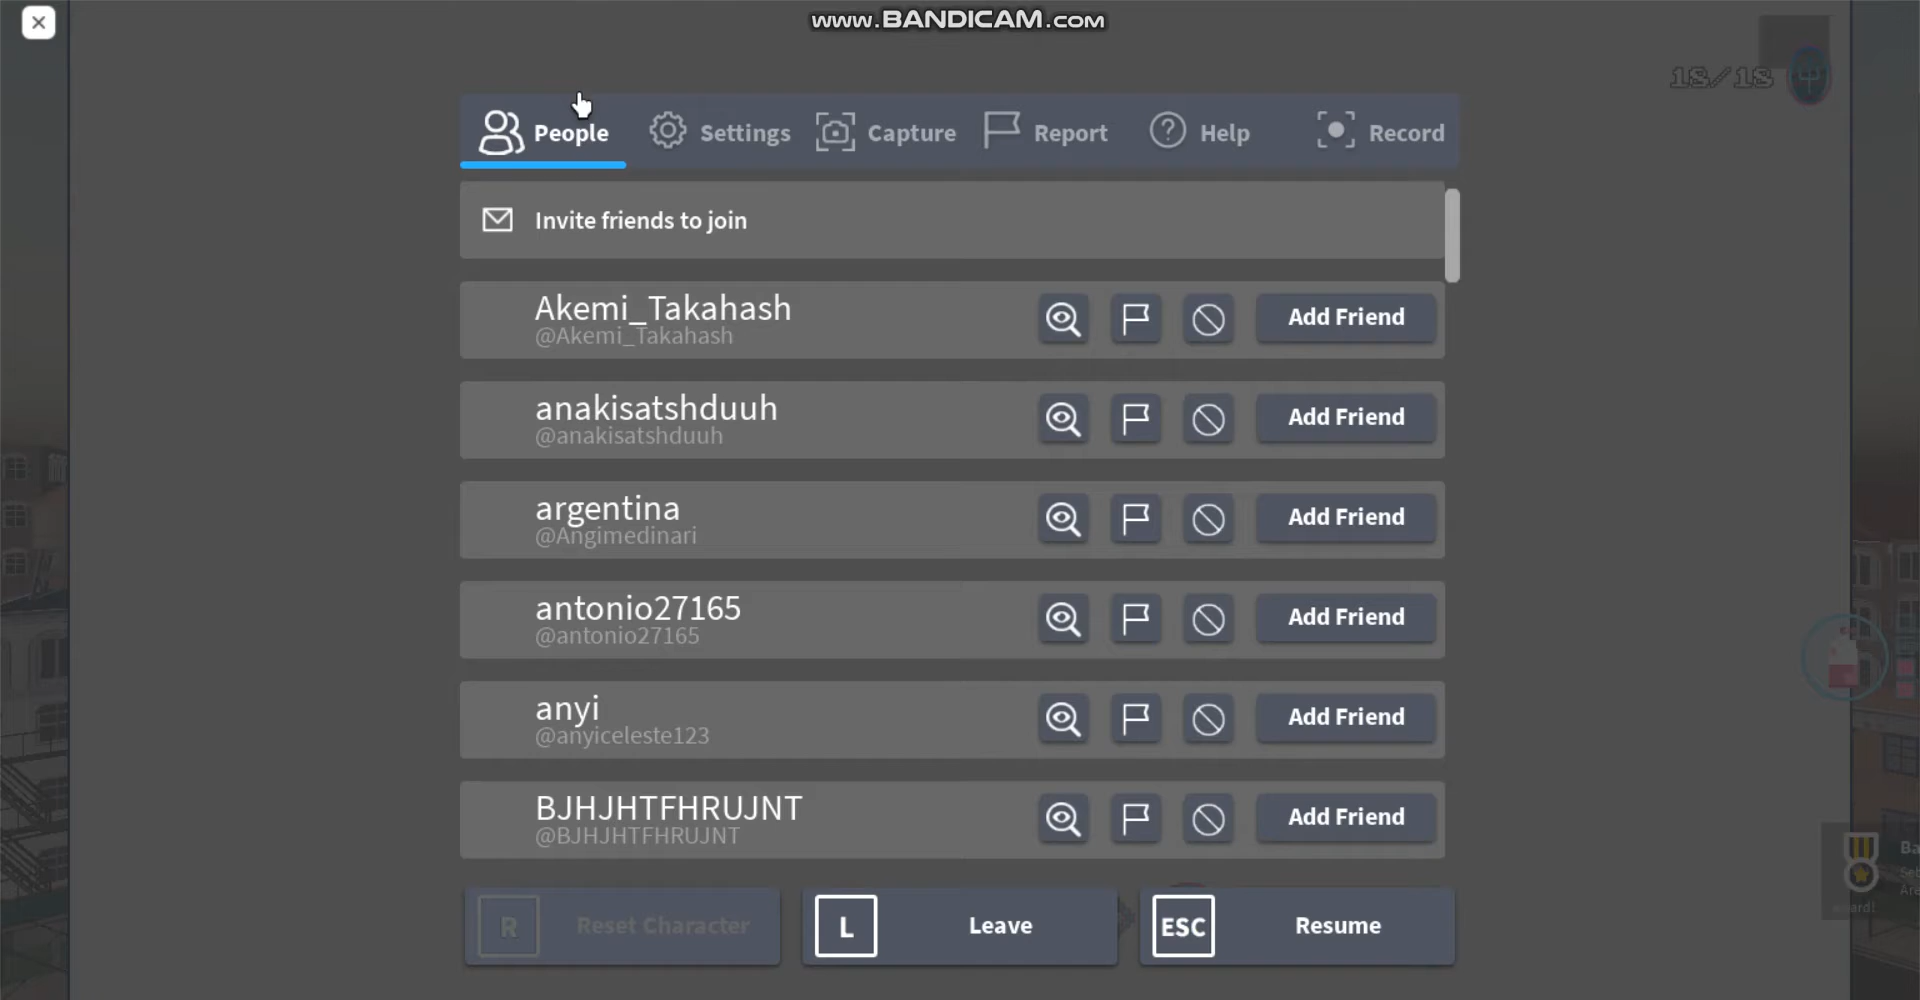 www.BANDICAM.com
18/18
People
Settings
Capture
Report
Help
Record
Invite friends to join
Akemi_Takahash
@Akemi_Takahash
Add Friend
anakisatshduuh
@anakisatshduuh
Add Friend
argentina
@Angimedinari
Add Friend
antonio27165
@antonio27165
Add Friend
anyi
@anyiceleste123
Add Friend
BJHJHTFHRUJNT
@BJHJHTFHRUJNT
Add Friend
R
Reset Character
L
Leave
ESC
Resume